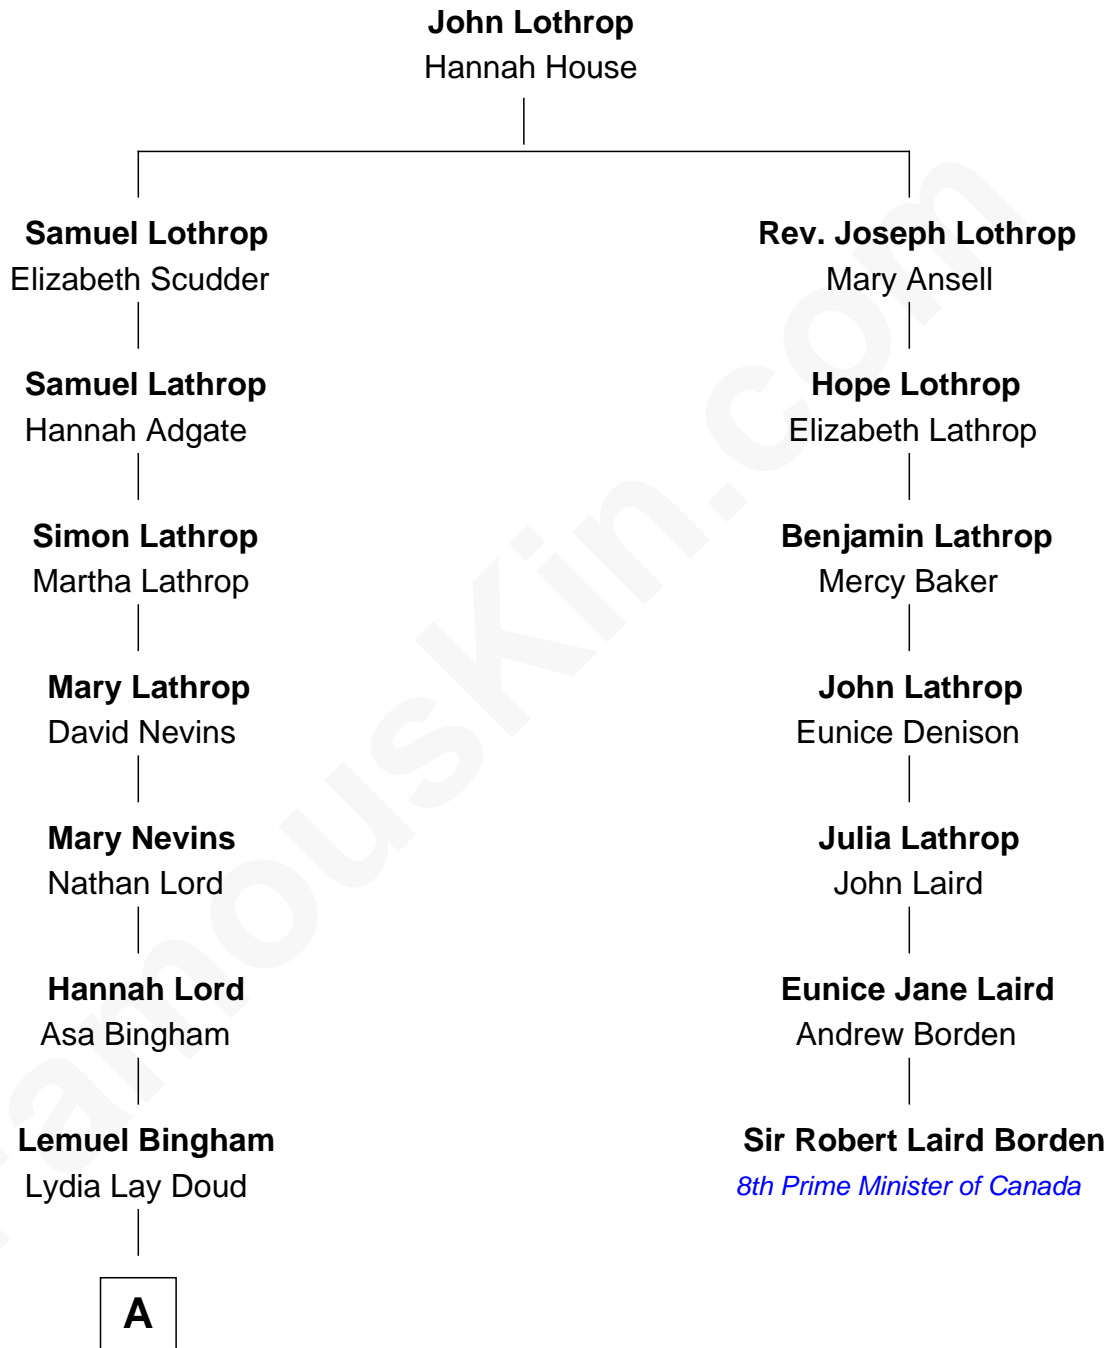 John Lothrop
Hannah House
Samuel Lothrop
Elizabeth Scudder
Samuel Lathrop
Hannah Adgate
Simon Lathrop
Martha Lathrop
Mary Lathrop
David Nevins
Mary Nevins
Nathan Lord
Hannah Lord
Asa Bingham
Lemuel Bingham
Lydia Lay Doud
A
Rev. Joseph Lothrop
Mary Ansell
Hope Lothrop
Elizabeth Lathrop
Benjamin Lathrop
Mercy Baker
John Lathrop
Eunice Denison
Julia Lathrop
John Laird
Eunice Jane Laird
Andrew Borden
Sir Robert Laird Borden
8th Prime Minister of Canada
FamousKin.com